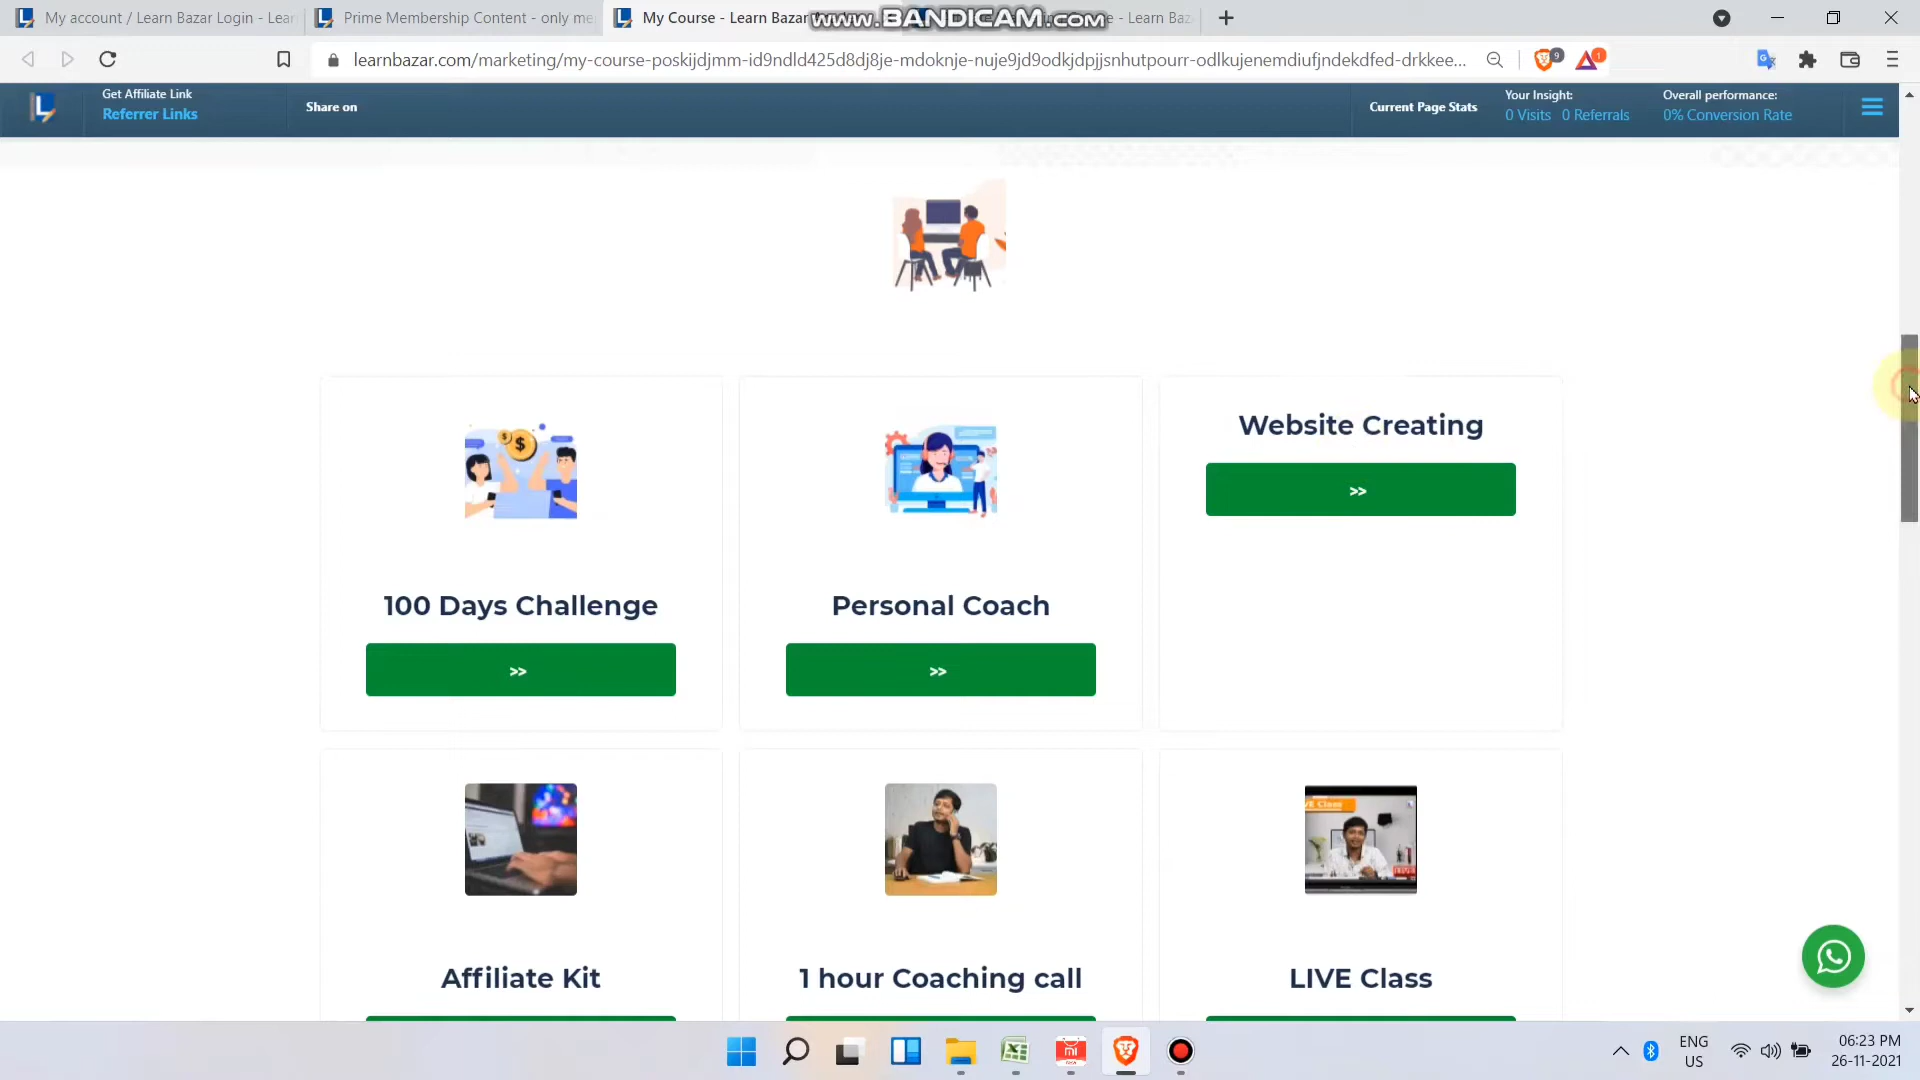 My account / Learn Bazar Login - Lear
Prime Membership Content - only me
My Course - Learn Bazar
- Learn Baz
www.BANDICAM.com
learnbazar.com/marketing/my-course-poskijdjmm-id9ndld425d8dj8je-mdoknje-nuje9jd9odkjdpjjsnhutpourr-odlkujenemdiufjndekdfed-drkkee...
9
1
Get Affiliate Link
Referrer Links
Share on
Current Page Stats
Your Insight:
0 Visits 0 Referrals
Overall performance:
0% Conversion Rate
Website Creating
>>
100 Days Challenge
>>
Personal Coach
>>
Affiliate Kit
1 hour Coaching call
LIVE Class
ENG
US
06:23 PM
26-11-2021